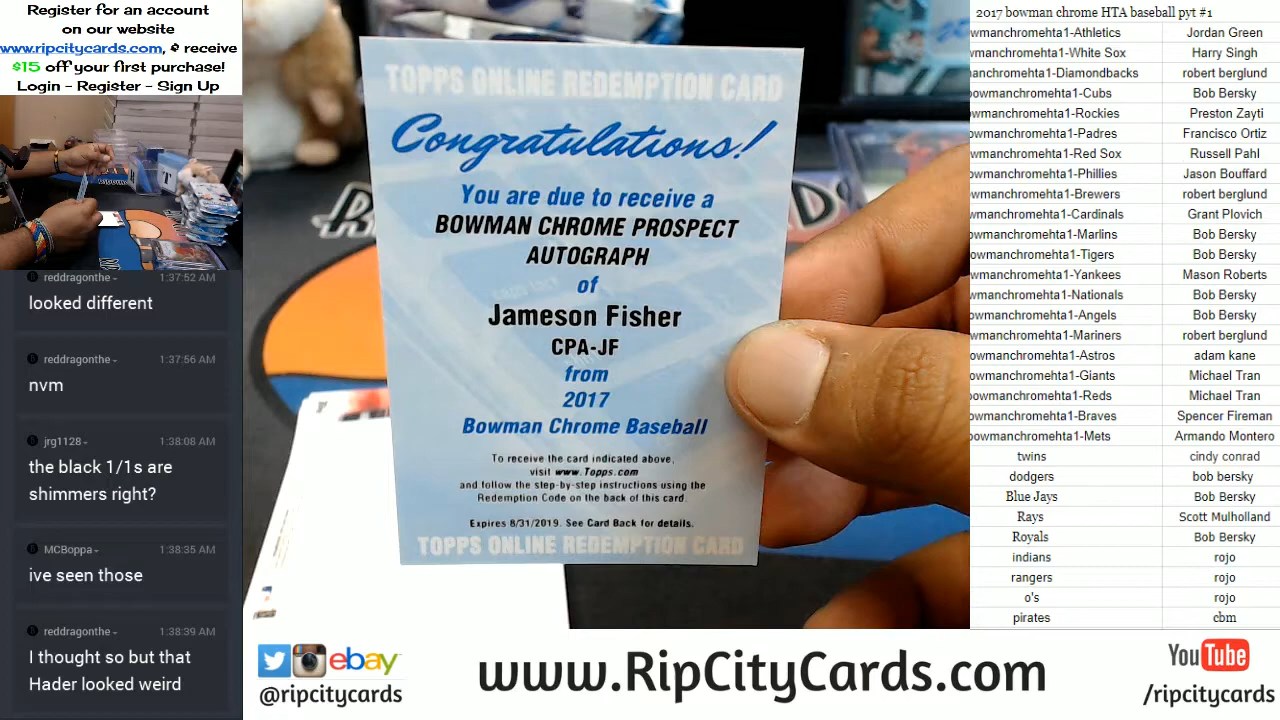 Register for an account
on our website
www.ripcitycards.com, & receive
$15 off your first purchase!
Login - Register - Sign Up
reddragonthe 1:37:52 AM
looked different
reddragonthe 1:37:56 AM
nvm
jrg1128 1:38:08 AM
the black 1/1s are
shimmers right?
MCBoppa 1:38:35 AM
ive seen those
reddragonthe 1:38:39 AM
I thought so but that
Hader looked weird
TOPPS ONLINE REDEMPTION CARD
Congratulations!
You are due to receive a
BOWMAN CHROME PROSPECT
AUTOGRAPH
of
Jameson Fisher
CPA-JF
from
2017
Bowman Chrome Baseball
To receive the card indicated above,
visit www.Topps.com
and follow the step-by-step instructions using the
Redemption Code on the back of this card.
Expires 8/31/2019. See Card Back for details.
TOPPS ONLINE REDEMPTION CARD
2017 bowman chrome HTA baseball pyt #1
owmanchromehta1-Athletics Jordan Green
owmanchromehta1-White Sox Harry Singh
manchromehta1-Diamondbacks robert berglund
owmanchromehta1-Cubs Bob Bersky
owmanchromehta1-Rockies Preston Zayti
owmanchromehta1-Padres Francisco Ortiz
owmanchromehta1-Red Sox Russell Pahl
owmanchromehta1-Phillies Jason Bouffard
owmanchromehta1-Brewers robert berglund
owmanchromehta1-Cardinals Grant Plovich
owmanchromehta1-Marlins Bob Bersky
owmanchromehta1-Tigers Bob Bersky
owmanchromehta1-Yankees Mason Roberts
owmanchromehta1-Nationals Bob Bersky
owmanchromehta1-Angels Bob Bersky
owmanchromehta1-Mariners robert berglund
owmanchromehta1-Astros adam kane
owmanchromehta1-Giants Michael Tran
owmanchromehta1-Reds Michael Tran
owmanchromehta1-Braves Spencer Fireman
bowmanchromehta1-Mets Armando Montero
twins cindy conrad
dodgers bob bersky
Blue Jays Bob Bersky
Rays Scott Mulholland
Royals Bob Bersky
indians rojo
rangers rojo
o's rojo
pirates cbm
ebay
@ripcitycards
www.RipCityCards.com
YouTube
/ripcitycards